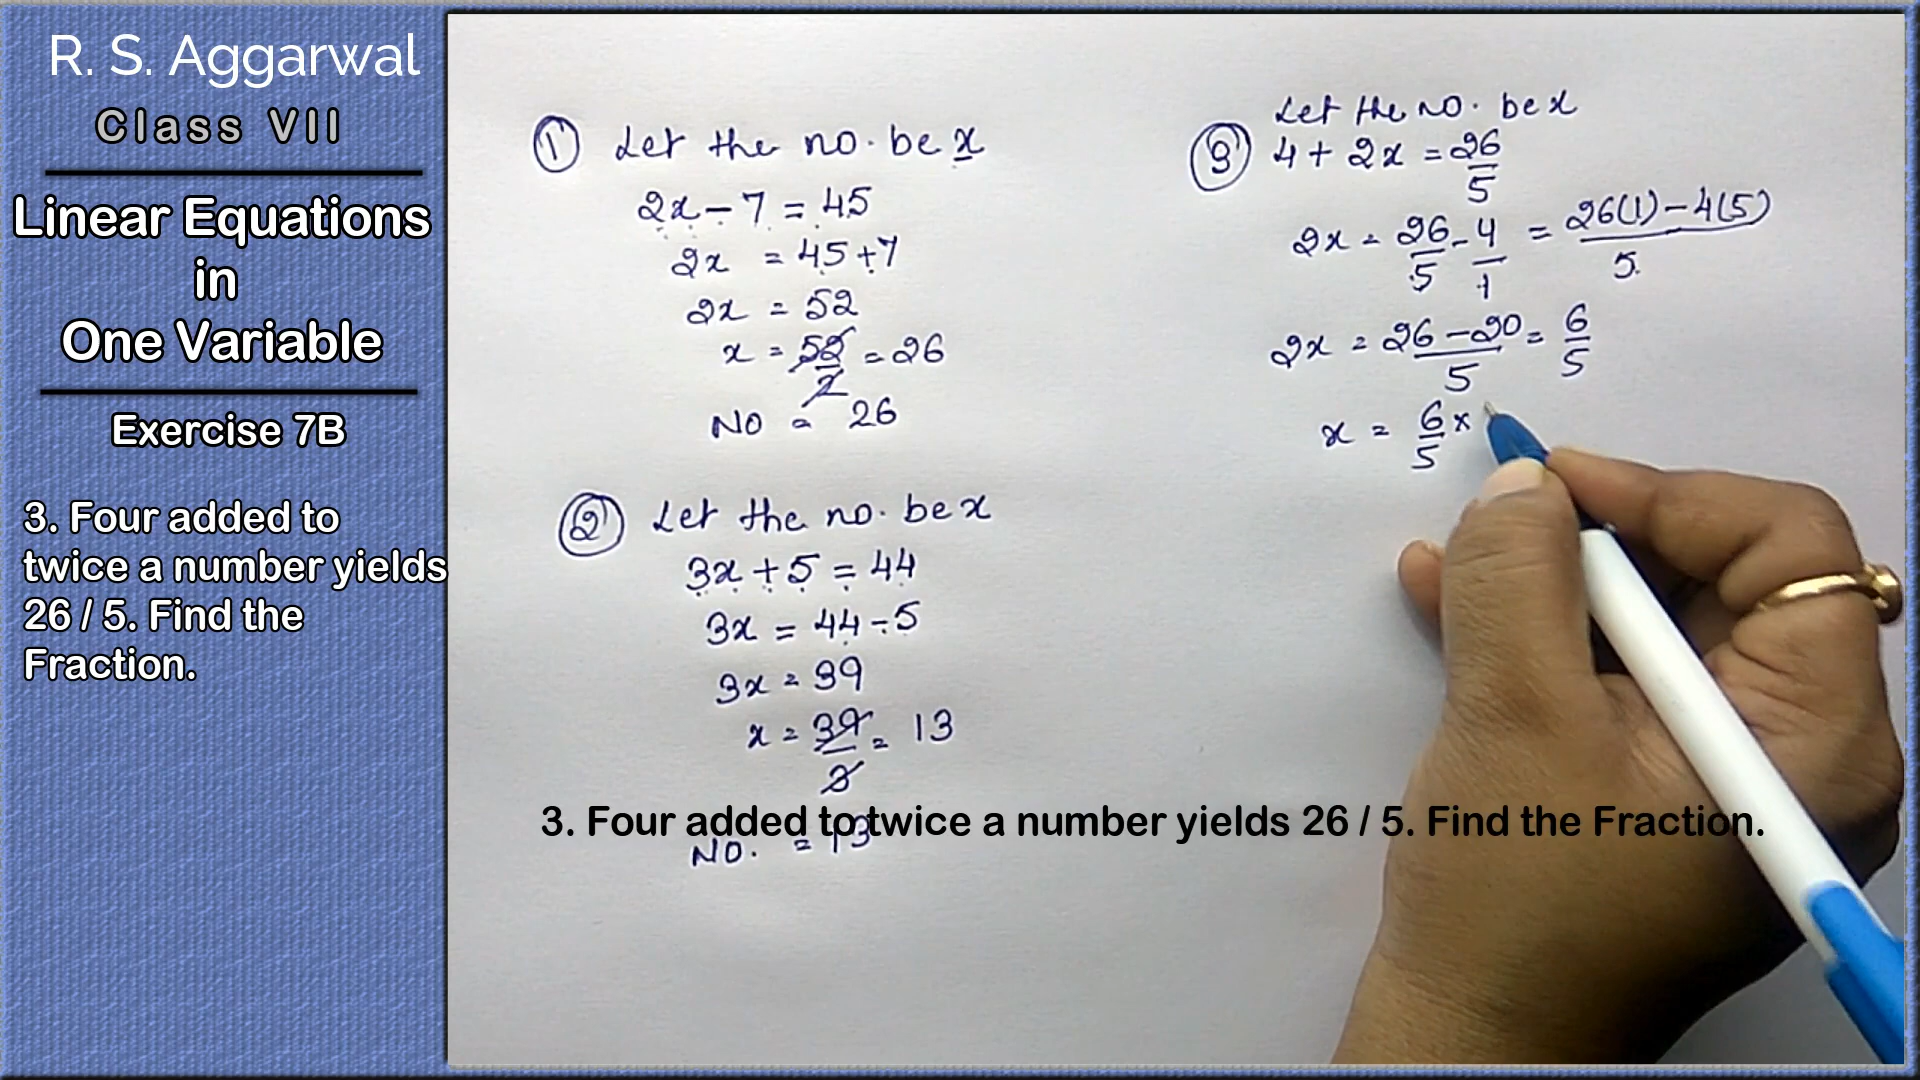 R. S. Aggarwal
Class VII
Linear Equations
in
One Variable
Exercise 7B
3. Four added to
twice a number yields
26 / 5. Find the
Fraction.
① Let the no. be x
2x - 7 = 45
2x = 45 + 7
2x = 52
x = 52/2 = 26
NO = 26
② Let the no. be x
3x + 5 = 44
3x = 44 - 5
3x = 39
x = 39/3 = 13
NO. = 13
Let the no. be x
③ 4 + 2x = 26/5
2x = 26/5 - 4/1 = 26(1) - 4(5)/5
2x = 26 - 20/5 = 6/5
x = 6/5 ×
3. Four added to twice a number yields 26 / 5. Find the Fraction.